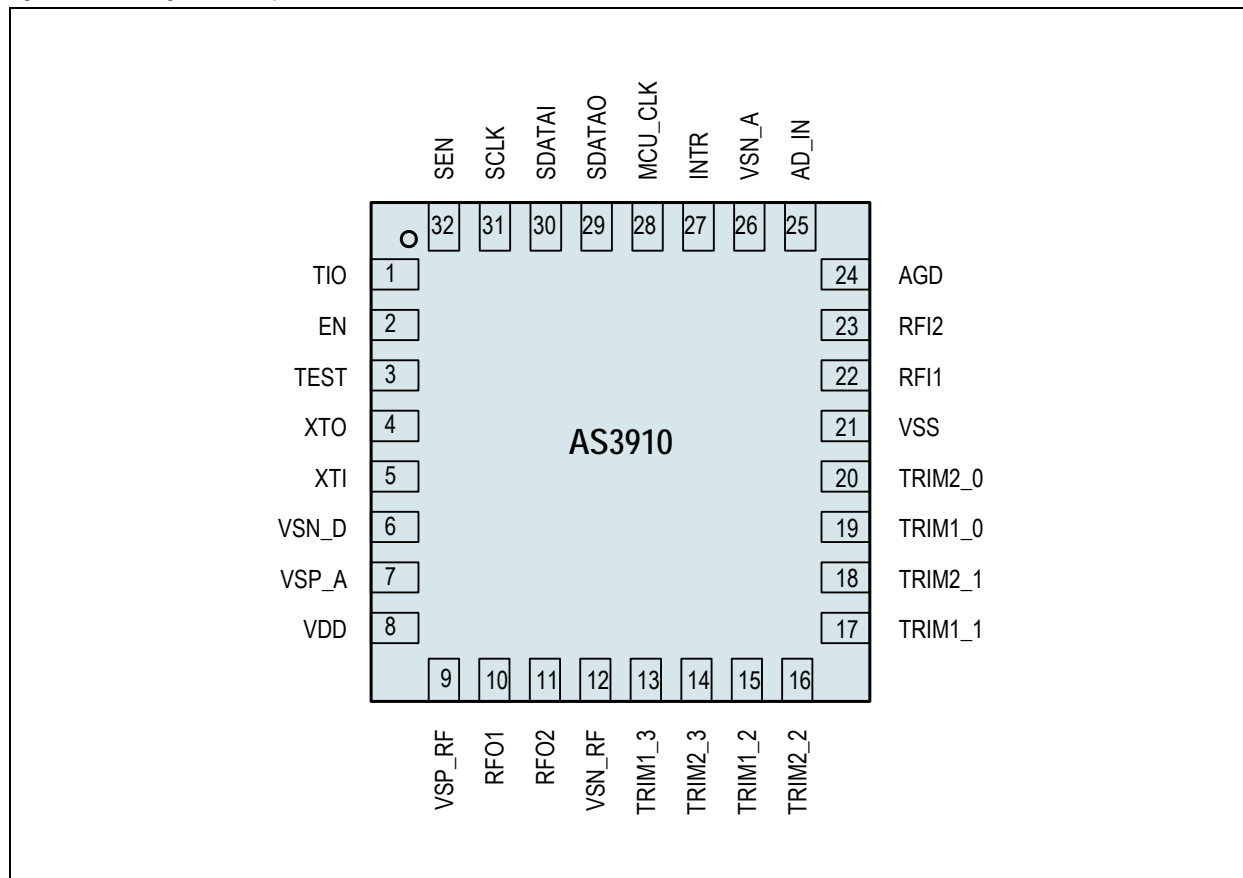 SEN
SCLK
SDATAI
SDATAO
MCU_CLK
INTR
VSN_A
AD_IN
32 31 30 29 28 27 26 25
TIO 1
EN 2
TEST 3
XTO 4
XTI 5
VSN_D 6
VSP_A 7
VDD 8
AS3910
24 AGD
23 RFI2
22 RFI1
21 VSS
20 TRIM2_0
19 TRIM1_0
18 TRIM2_1
17 TRIM1_1
9 10 11 12 13 14 15 16
VSP_RF
RFO1
RFO2
VSN_RF
TRIM1_3
TRIM2_3
TRIM1_2
TRIM2_2